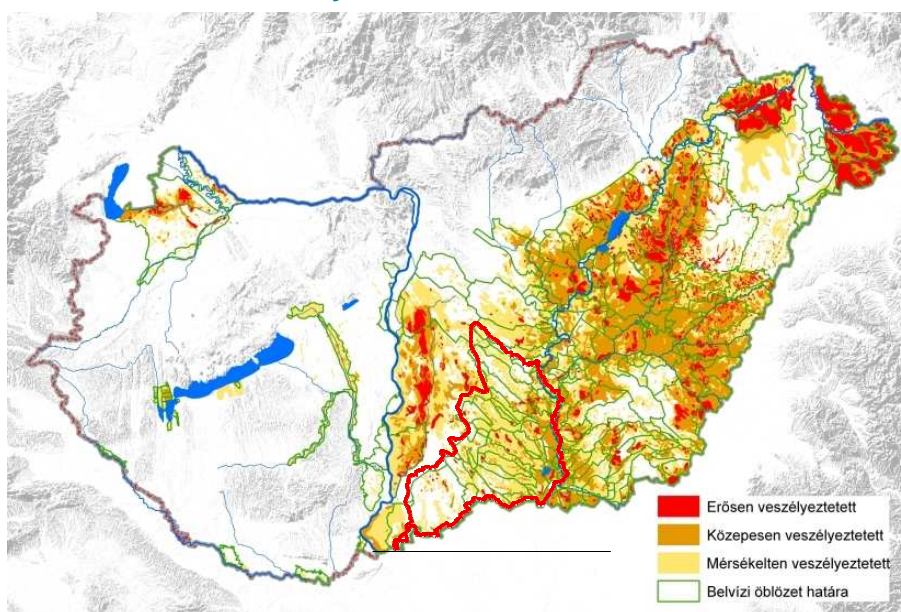 Erősen veszélyeztetett
Közepesen veszélyeztetett
Mérsékelten veszélyeztetett
Belvízi öblözet határa